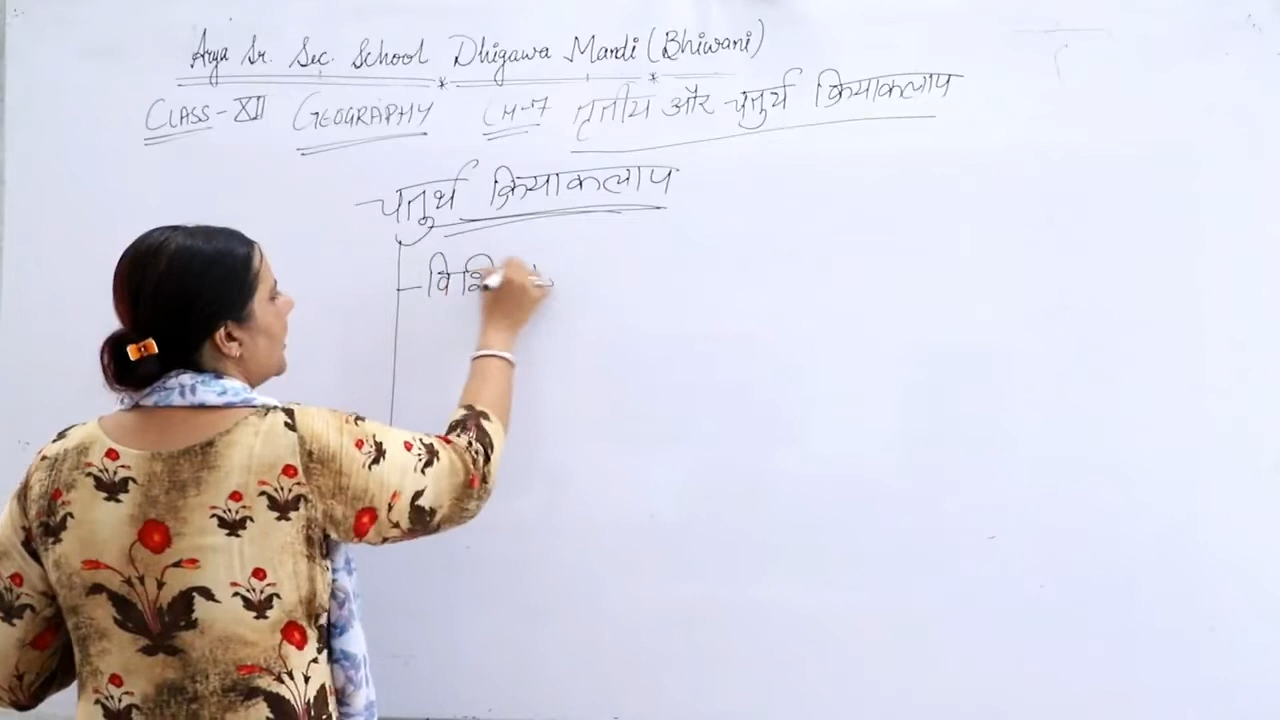 Arya Sr. Sec. School Dhigawa Mandi (Bhiwani)
CLASS-XII GEOGRAPHY CH-7 तृतीय और चतुर्थ क्रियाकलाप
चतुर्थ क्रियाकलाप